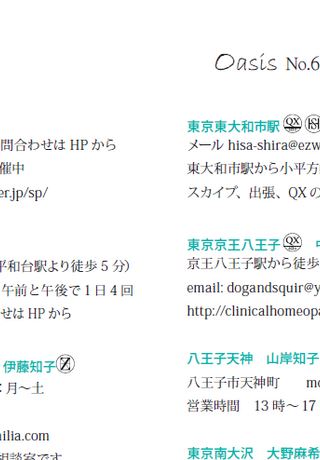 Oasis No.6
問合わせは HP から
催中
er.jp/sp/
平和台駅より徒歩 5 分）
午前と午後で 1 日 4 回
せは HP から
伊藤知子 Z
：月～土
ilia.com
相談室です
東京東大和市駅 QX
メール hisa-shira@ezw
東大和市駅から小平方
スカイプ、出張、QX の
東京京王八王子 QX
京王八王子駅から徒歩
email: dogandsquir@y
http://clinicalhomeopa
八王子天神　山岸知子
八王子市天神町　mo
営業時間　13 時～ 17
東京南大沢　大野麻希